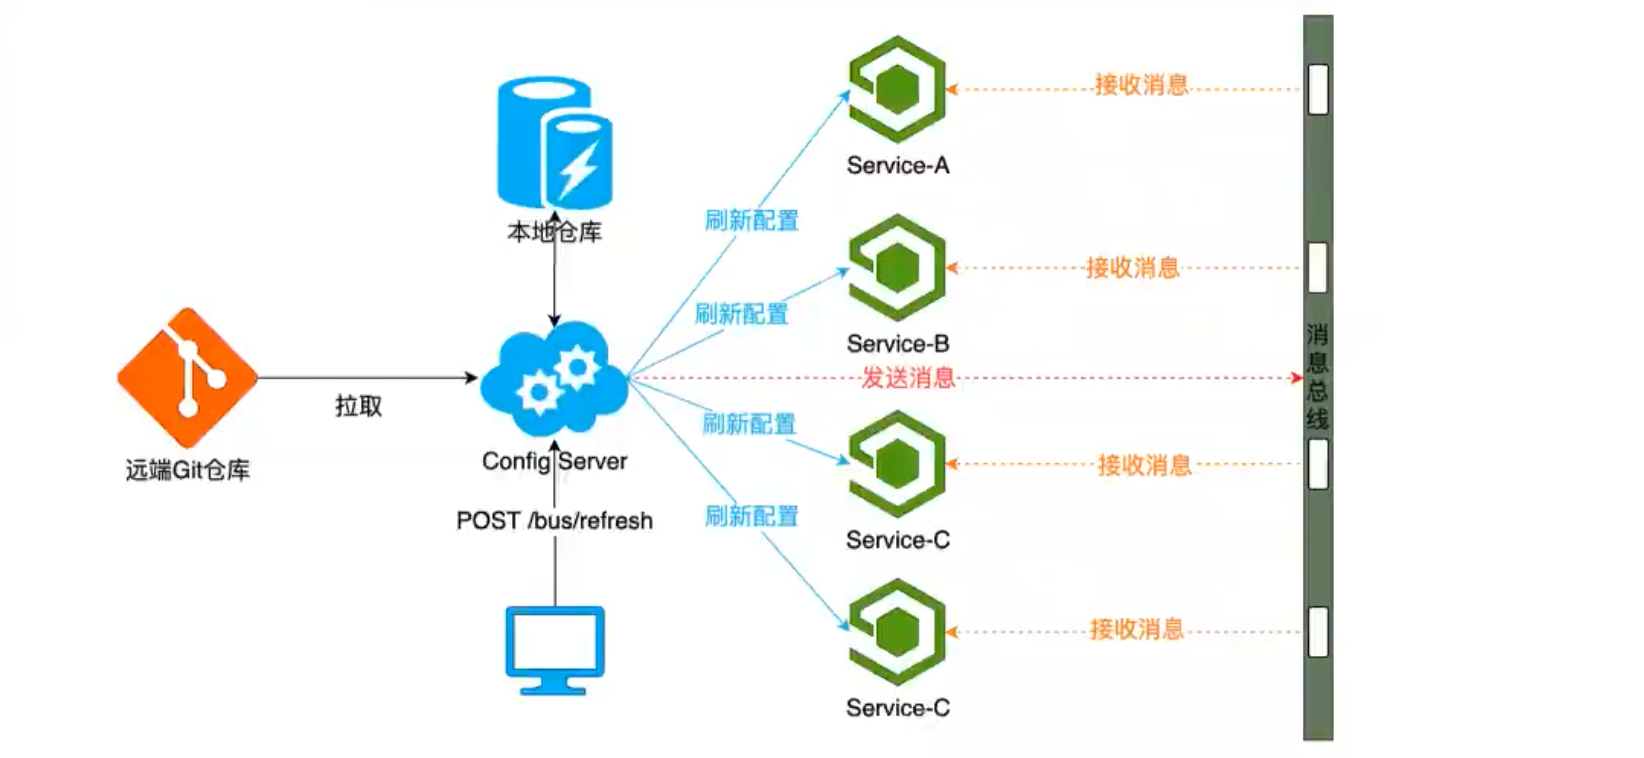 接收消息
Service-A
刷新配置
本地仓库
接收消息
刷新配置
Service-B
发送消息
消息总线
拉取
刷新配置
Config Server
远端Git仓库
接收消息
POST /bus/refresh
刷新配置
Service-C
接收消息
Service-C